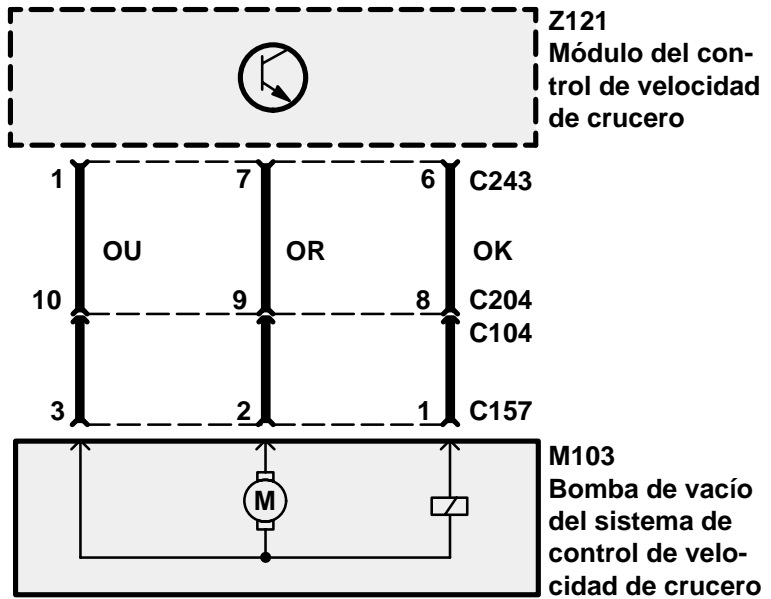 Z121
Módulo del con-
trol de velocidad
de crucero
1 7 6 C243
OU OR OK
10 9 8 C204
C104
3 2 1 C157
M103
M
Bomba de vacío
del sistema de
control de velo-
cidad de crucero